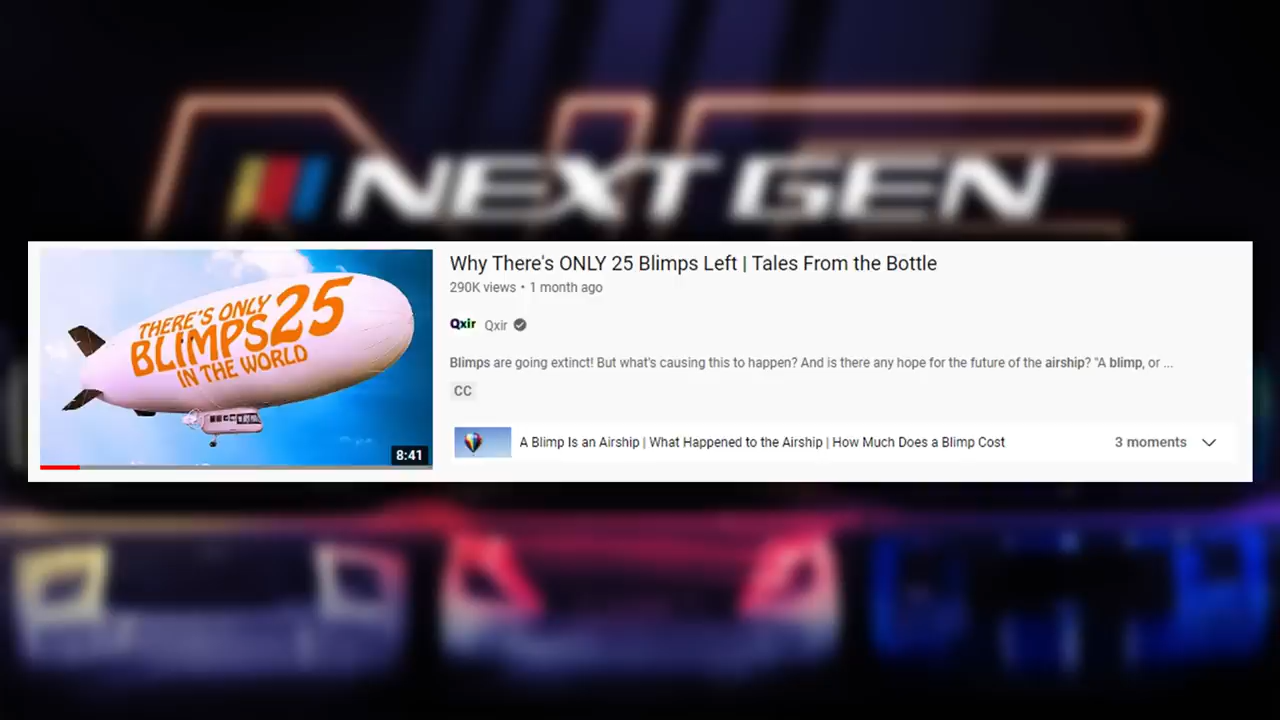 NEXT GEN
THERE'S ONLY
BLIMPS 25
IN THE WORLD
8:41
Why There's ONLY 25 Blimps Left | Tales From the Bottle
290K views • 1 month ago
Qxir Qxir
Blimps are going extinct! But what's causing this to happen? And is there any hope for the future of the airship? "A blimp, or ...
CC
A Blimp Is an Airship | What Happened to the Airship | How Much Does a Blimp Cost
3 moments